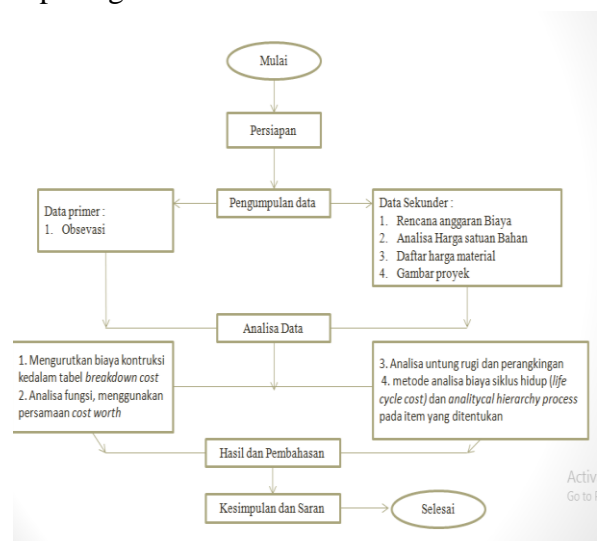 Mulai
Persiapan
Pengumpulan data
Data primer :
1. Obsevasi
Data Sekunder :
1. Rencana anggaran Biaya
2. Analisa Harga satuan Bahan
3. Daftar harga material
4. Gambar proyek
Analisa Data
1. Mengurutkan biaya kontruksi
kedalam tabel breakdown cost
2. Analisa fungsi, menggunakan
persamaan cost worth
3. Analisa untung rugi dan perangkingan
4. metode analisa biaya siklus hidup (life
cycle cost) dan analitycal hierarchy process
pada item yang ditentukan
Hasil dan Pembahasan
Kesimpulan dan Saran
Selesai
Activ
Go to